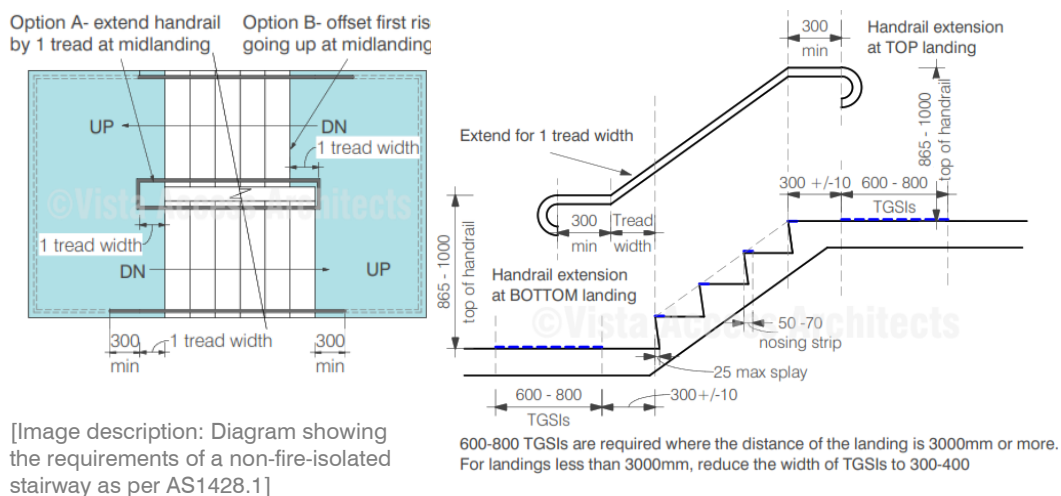 Option A- extend handrail
by 1 tread at midlanding
Option B- offset first ris
going up at midlanding
UP
DN
1 tread width
©Vista Access Architects
1 tread width
DN
UP
300
min
1 tread width
300
min
[Image description: Diagram showing
the requirements of a non-fire-isolated
stairway as per AS1428.1]
300
min
Handrail extension
at TOP landing
Extend for 1 tread width
865 - 1000
top of handrail
300 +/-10
600 - 800
TGSIs
300
min
Tread
width
865 - 1000
top of handrail
Handrail extension
at BOTTOM landing
©Vista Access Architects
50 -70
nosing strip
25 max splay
600 - 800
TGSIs
300+/-10
600-800 TGSIs are required where the distance of the landing is 3000mm or more.
For landings less than 3000mm, reduce the width of TGSIs to 300-400